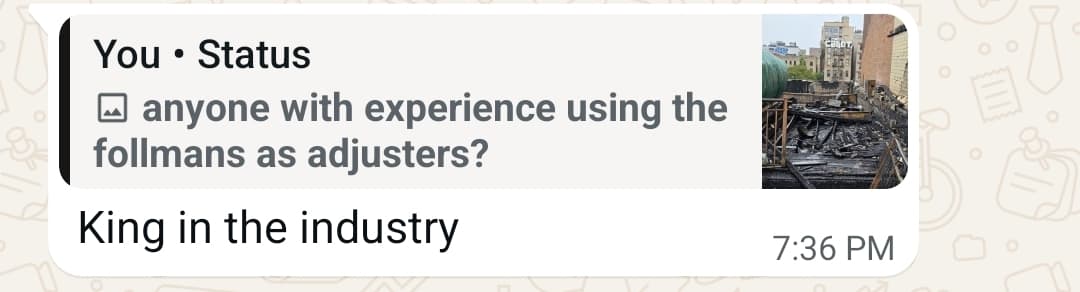 You • Status
anyone with experience using the
follmans as adjusters?
King in the industry
7:36 PM